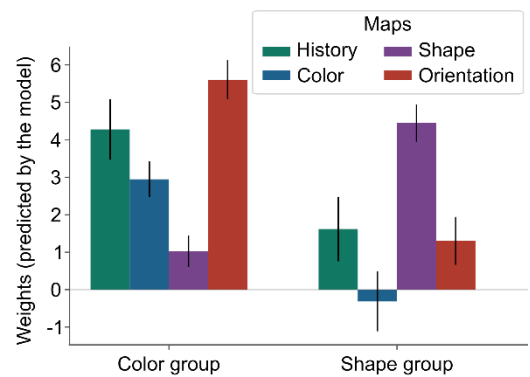 Maps
History
Shape
Color
Orientation
Weights (predicted by the model)
6
5
4
3
2
1
0
-1
Color group
Shape group